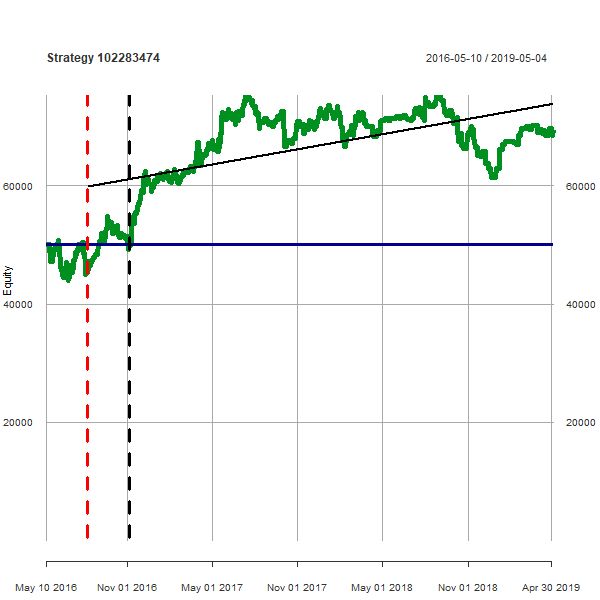 Strategy 102283474
2016-05-10 / 2019-05-04
60000
60000
Equity
40000
40000
20000
20000
May 10 2016
Nov 01 2016
May 01 2017
Nov 01 2017
May 01 2018
Nov 01 2018
Apr 30 2019